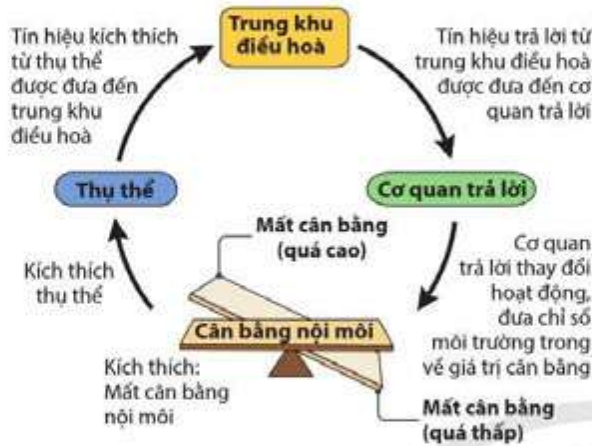 Trung khu
điều hoà
Tín hiệu kích thích
từ thụ thể
được đưa đến
trung khu
điều hoà
Tín hiệu trả lời từ
trung khu điều hoà
được đưa đến cơ
quan trả lời
Thụ thể
Cơ quan trả lời
Kích thích
thụ thể
Mất cân bằng
(quá cao)
Cơ quan
trả lời thay đổi
hoạt động,
đưa chỉ số
môi trường trong
về giá trị cân bằng
Cân bằng nội môi
Kích thích:
Mất cân bằng
nội môi
Mất cân bằng
(quá thấp)